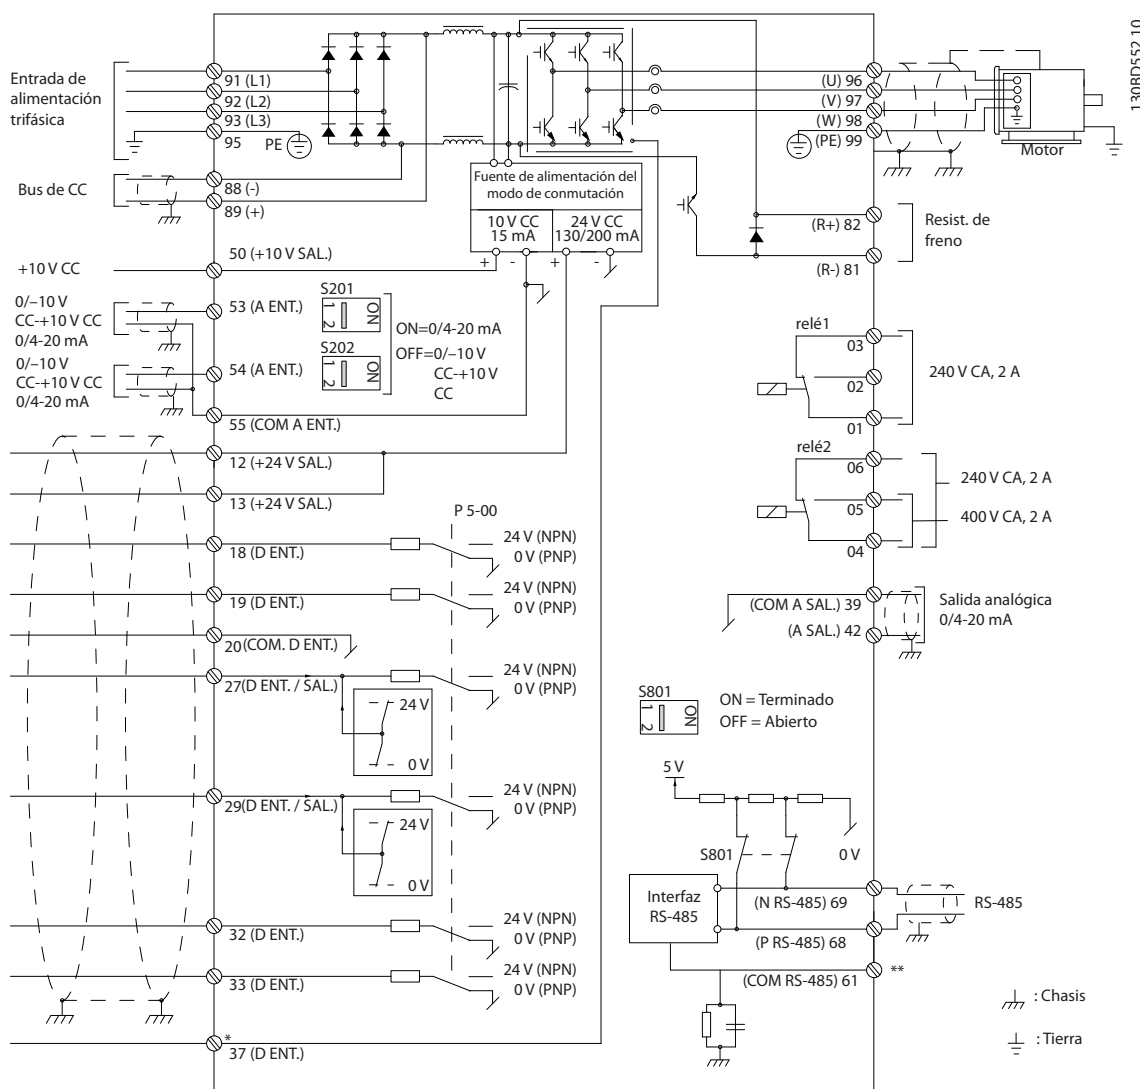 130BD552.10
Entrada de
alimentación
trifásica
91 (L1)
92 (L2)
93 (L3)
95
PE
Bus de CC
88 (-)
89 (+)
Fuente de alimentación del
modo de conmutación
10 V CC
15 mA
24 V CC
130/200 mA
+
-
+
-
50 (+10 V SAL.)
+10 V CC
0/–10 V
CC-+10 V CC
0/4-20 mA
53 (A ENT.)
0/–10 V
CC-+10 V CC
0/4-20 mA
54 (A ENT.)
S201
1
2
ON
S202
1
2
ON
ON=0/4-20 mA
OFF=0/–10 V
CC-+10 V
CC
55 (COM A ENT.)
12 (+24 V SAL.)
13 (+24 V SAL.)
P 5-00
18 (D ENT.)
24 V (NPN)
0 V (PNP)
19 (D ENT.)
24 V (NPN)
0 V (PNP)
20 (COM. D ENT.)
27(D ENT. / SAL.)
24 V (NPN)
0 V (PNP)
24 V
0 V
29(D ENT. / SAL.)
24 V (NPN)
0 V (PNP)
24 V
0 V
32 (D ENT.)
24 V (NPN)
0 V (PNP)
33 (D ENT.)
24 V (NPN)
0 V (PNP)
*
37 (D ENT.)
(U) 96
(V) 97
(W) 98
(PE) 99
Motor
(R+) 82
Resist. de
freno
(R-) 81
relé1
03
02
01
240 V CA, 2 A
relé2
06
05
04
240 V CA, 2 A
400 V CA, 2 A
(COM A SAL.) 39
(A SAL.) 42
Salida analógica
0/4-20 mA
S801
1
2
ON
ON = Terminado
OFF = Abierto
5 V
S801
0 V
Interfaz
RS-485
(N RS-485) 69
RS-485
(P RS-485) 68
(COM RS-485) 61
**
: Chasis
: Tierra